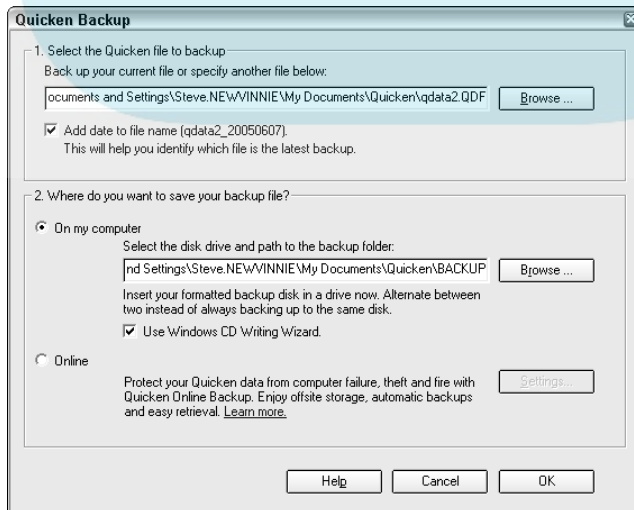 Quicken Backup
1. Select the Quicken file to backup
Back up your current file or specify another file below:
ocuments and Settings\Steve.NEWVINNIE\My Documents\Quicken\qdata2.QDF
Browse ...
Add date to file name (qdata2_20050607).
This will help you identify which file is the latest backup.
2. Where do you want to save your backup file?
On my computer
Select the disk drive and path to the backup folder:
nd Settings\Steve.NEWVINNIE\My Documents\Quicken\BACKUP
Browse ...
Insert your formatted backup disk in a drive now. Alternate between
two instead of always backing up to the same disk.
Use Windows CD Writing Wizard.
Online
Protect your Quicken data from computer failure, theft and fire with
Quicken Online Backup. Enjoy offsite storage, automatic backups
and easy retrieval. Learn more.
Settings...
Help
Cancel
OK